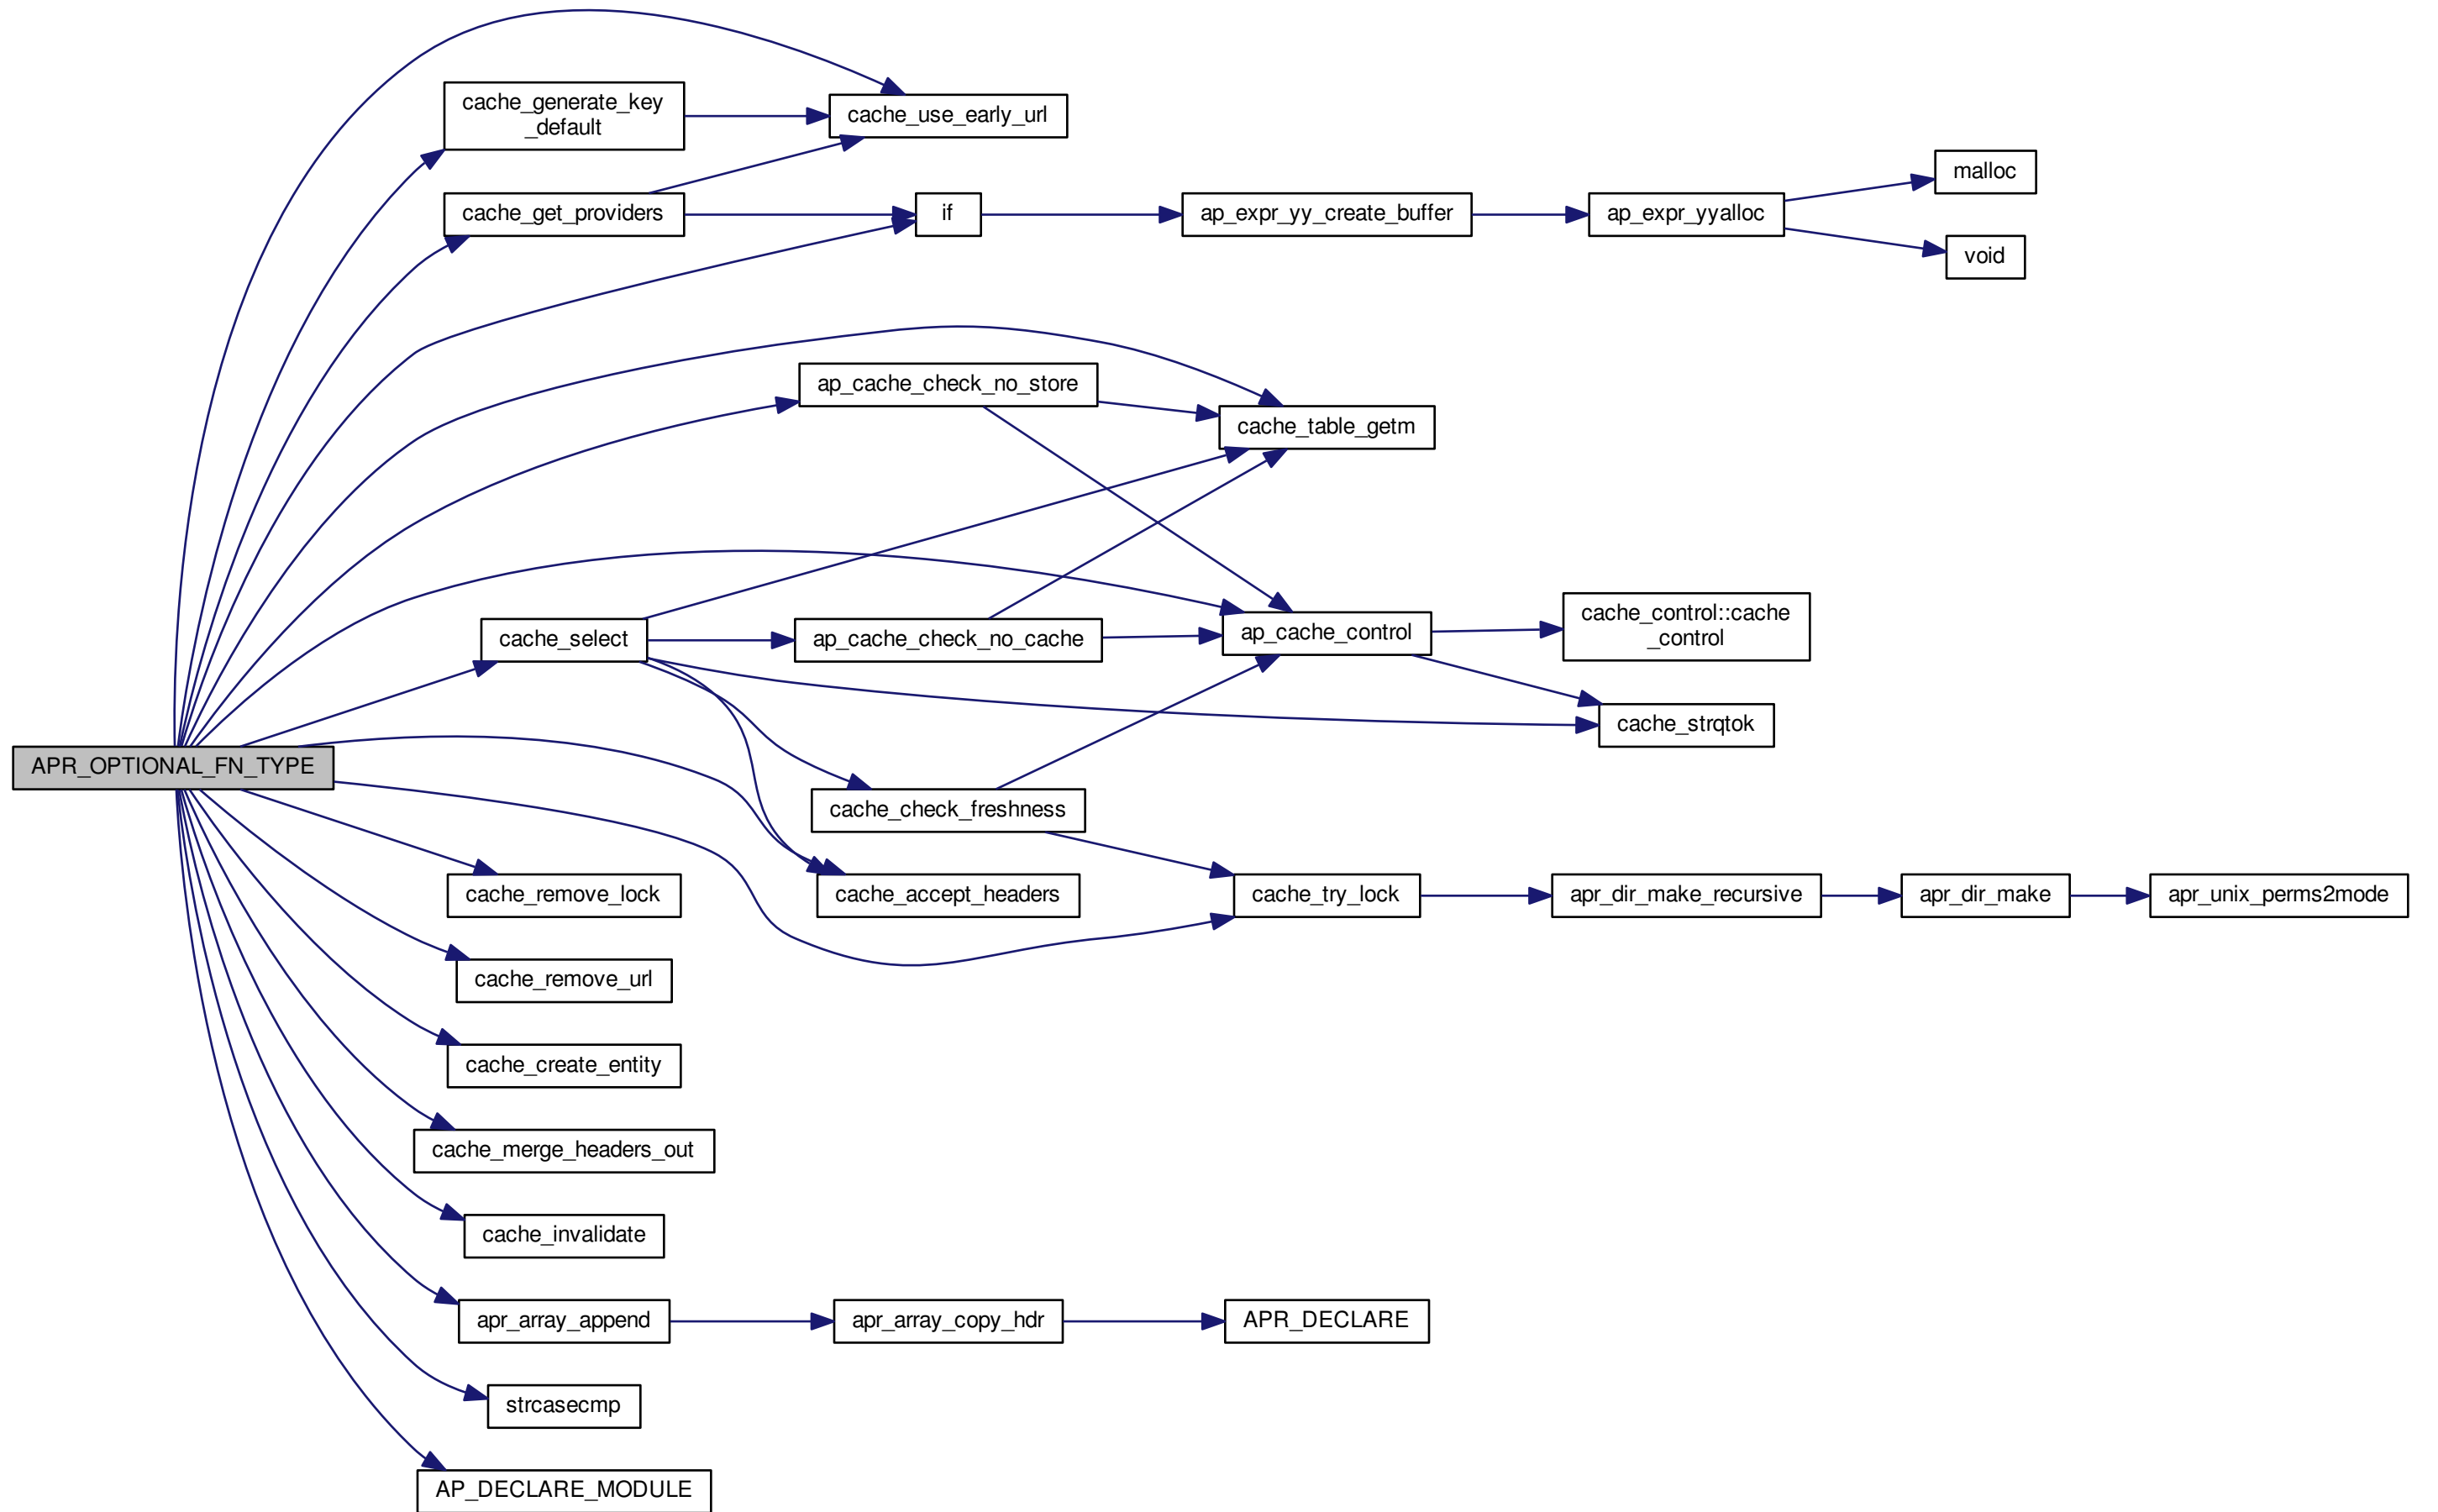 cache_generate_key
_default
cache_use_early_url
malloc
cache_get_providers
if
ap_expr_yy_create_buffer
ap_expr_yyalloc
void
ap_cache_check_no_store
cache_table_getm
cache_select
ap_cache_check_no_cache
ap_cache_control
cache_control::cache
_control
cache_strqtok
APR_OPTIONAL_FN_TYPE
cache_check_freshness
cache_remove_lock
cache_accept_headers
cache_try_lock
apr_dir_make_recursive
apr_dir_make
apr_unix_perms2mode
cache_remove_url
cache_create_entity
cache_merge_headers_out
cache_invalidate
apr_array_append
apr_array_copy_hdr
APR_DECLARE
strcasecmp
AP_DECLARE_MODULE